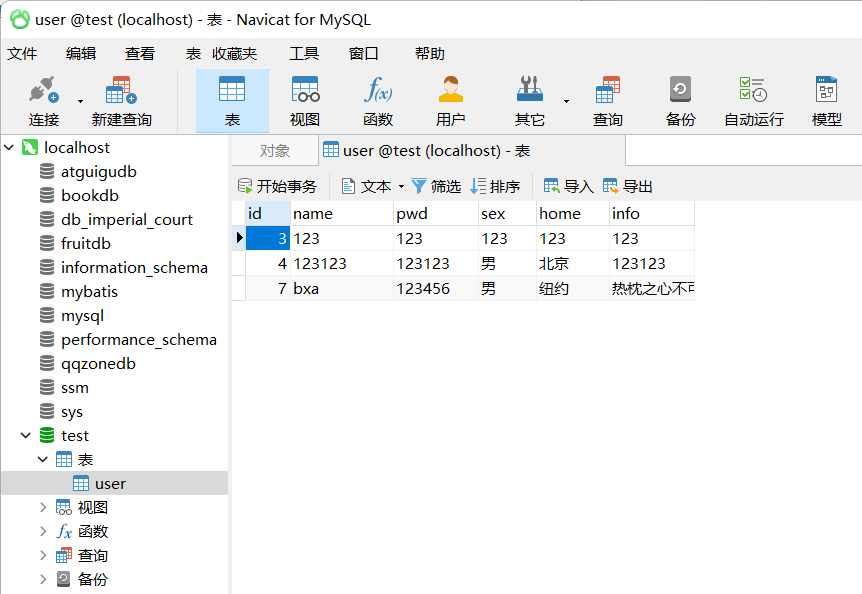 user @test (localhost) - 表 - Navicat for MySQL
文件 编辑 查看 表 收藏夹 工具 窗口 帮助
连接 新建查询 表 视图 函数 用户 其它 查询 备份 自动运行 模型
localhost
atguigudb
bookdb
db_imperial_court
fruitdb
information_schema
mybatis
mysql
performance_schema
qqzonedb
ssm
sys
test
表
user
视图
函数
查询
备份
对象 user @test (localhost) - 表
开始事务 文本 筛选 排序 导入 导出
id name pwd sex home info
3 123 123 123 123 123
4 123123 123123 男 北京 123123
7 bxa 123456 男 纽约 热枕之心不可